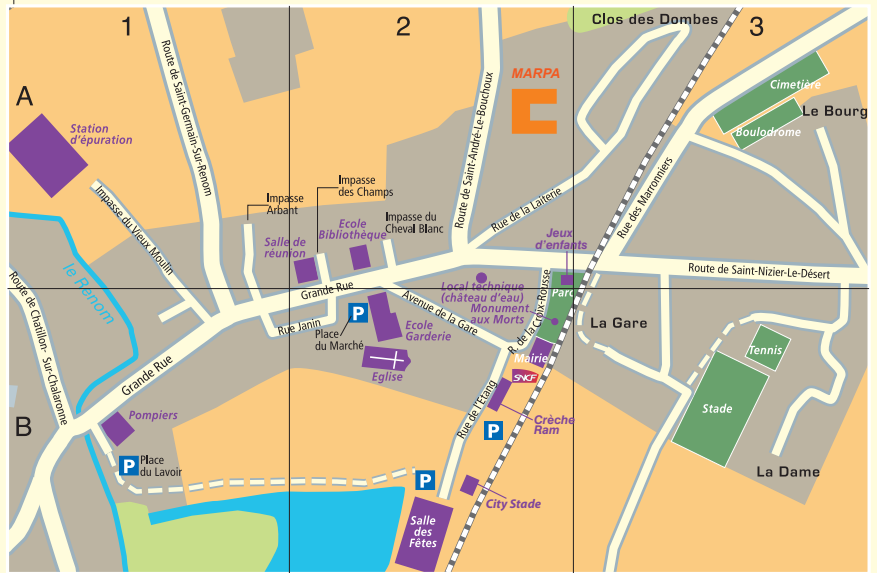 1
2
3
A
B
Clos des Dombes
MARPA
Cimetière
Boulodrome
Le Bourg
Station
d'épuration
Route de Saint-Germain-Sur-Renom
Route de Saint-André-Le-Bouchoux
Impasse du Vieux Moulin
Impasse
Arbant
Impasse
des Champs
Ecole
Bibliothèque
Impasse du
Cheval Blanc
Salle de
réunion
Rue de la Laiterie
Rue des Marronniers
Jeux
d'enfants
Route de Saint-Nizier-Le-Désert
le Renom
Route de Chatillon- Sur-Chalaronne
Grande Rue
Local technique
(château d'eau)
Monument
aux Morts
Parc
R. de la Croix-Rousse
Avenue de la Gare
Rue Janin
P
Place
du Marché
Ecole
Garderie
Eglise
La Gare
Mairie
SNCF
Tennis
Stade
Grande Rue
Rue de l'Etang
Crèche
Ram
P
Pompiers
P
Place
du Lavoir
P
City Stade
Salle
des
Fêtes
La Dame